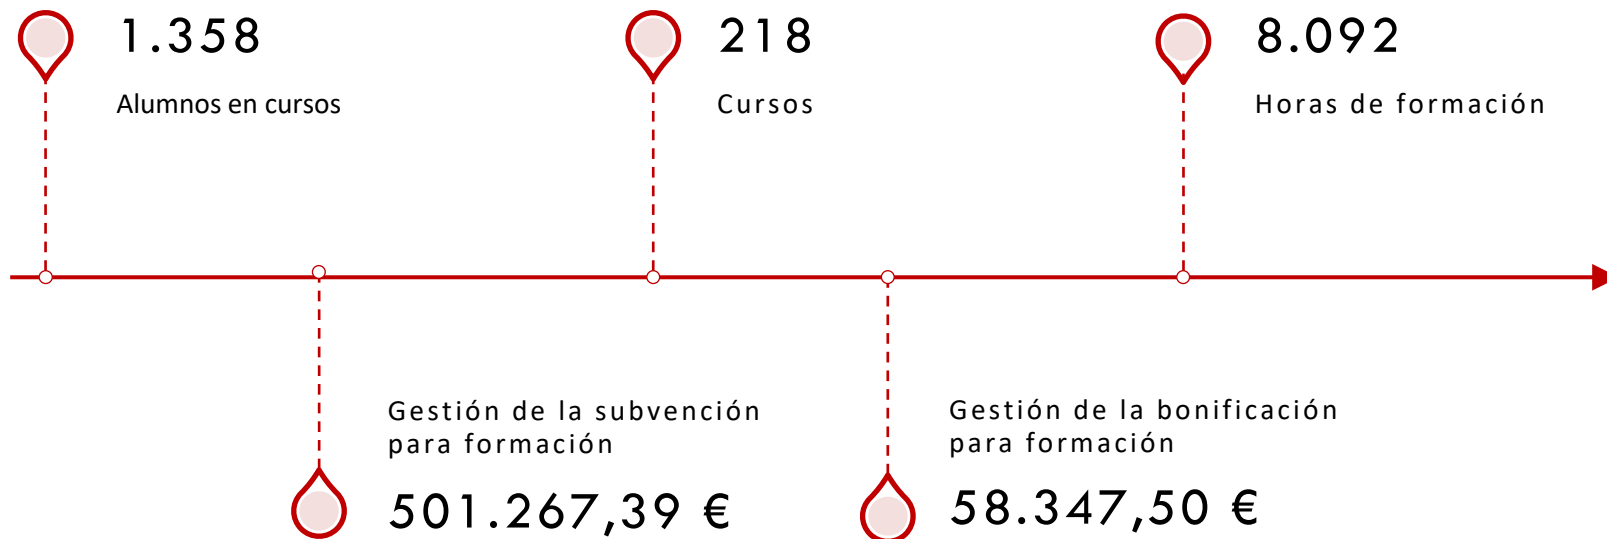 1.358
Alumnos en cursos
218
Cursos
8.092
Horas de formación
Gestión de la subvención
para formación
501.267,39 €
Gestión de la bonificación
para formación
58.347,50 €